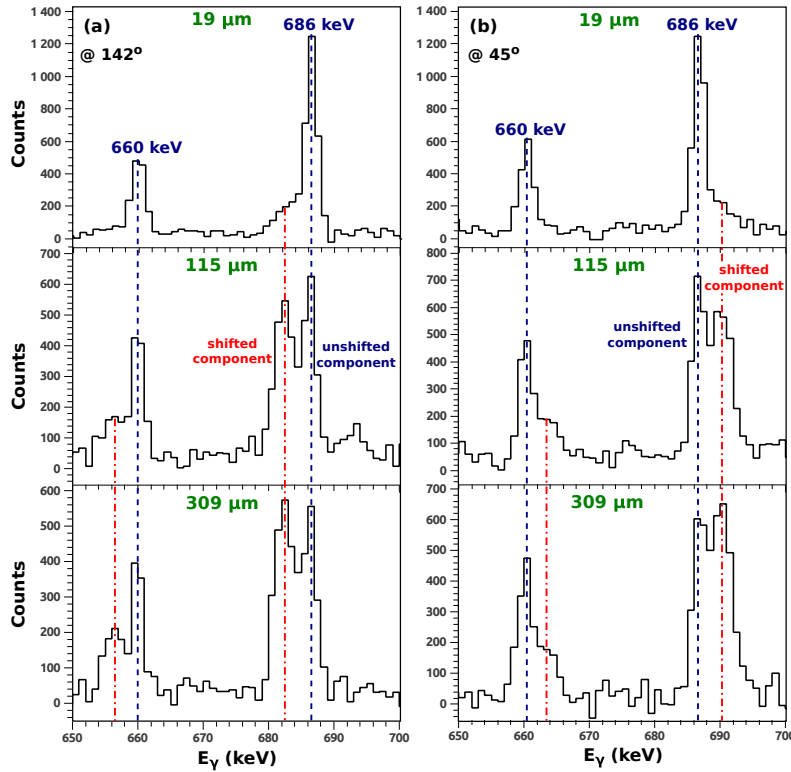 (a) 19 µm
@ 142°
660 keV
686 keV
Counts
1 400
1 200
1 000
800
600
400
200
0
115 µm
shifted
component
unshifted
component
700
600
500
400
300
200
100
0
309 µm
Counts
600
500
400
300
200
100
0
650 660 670 680 690 700
Eγ (keV)
(b) 19 µm
@ 45°
660 keV
686 keV
1 400
1 200
1 000
800
600
400
200
0
115 µm
shifted
component
unshifted
component
800
700
600
500
400
300
200
100
0
309 µm
700
600
500
400
300
200
100
0
650 660 670 680 690 700
Eγ (keV)